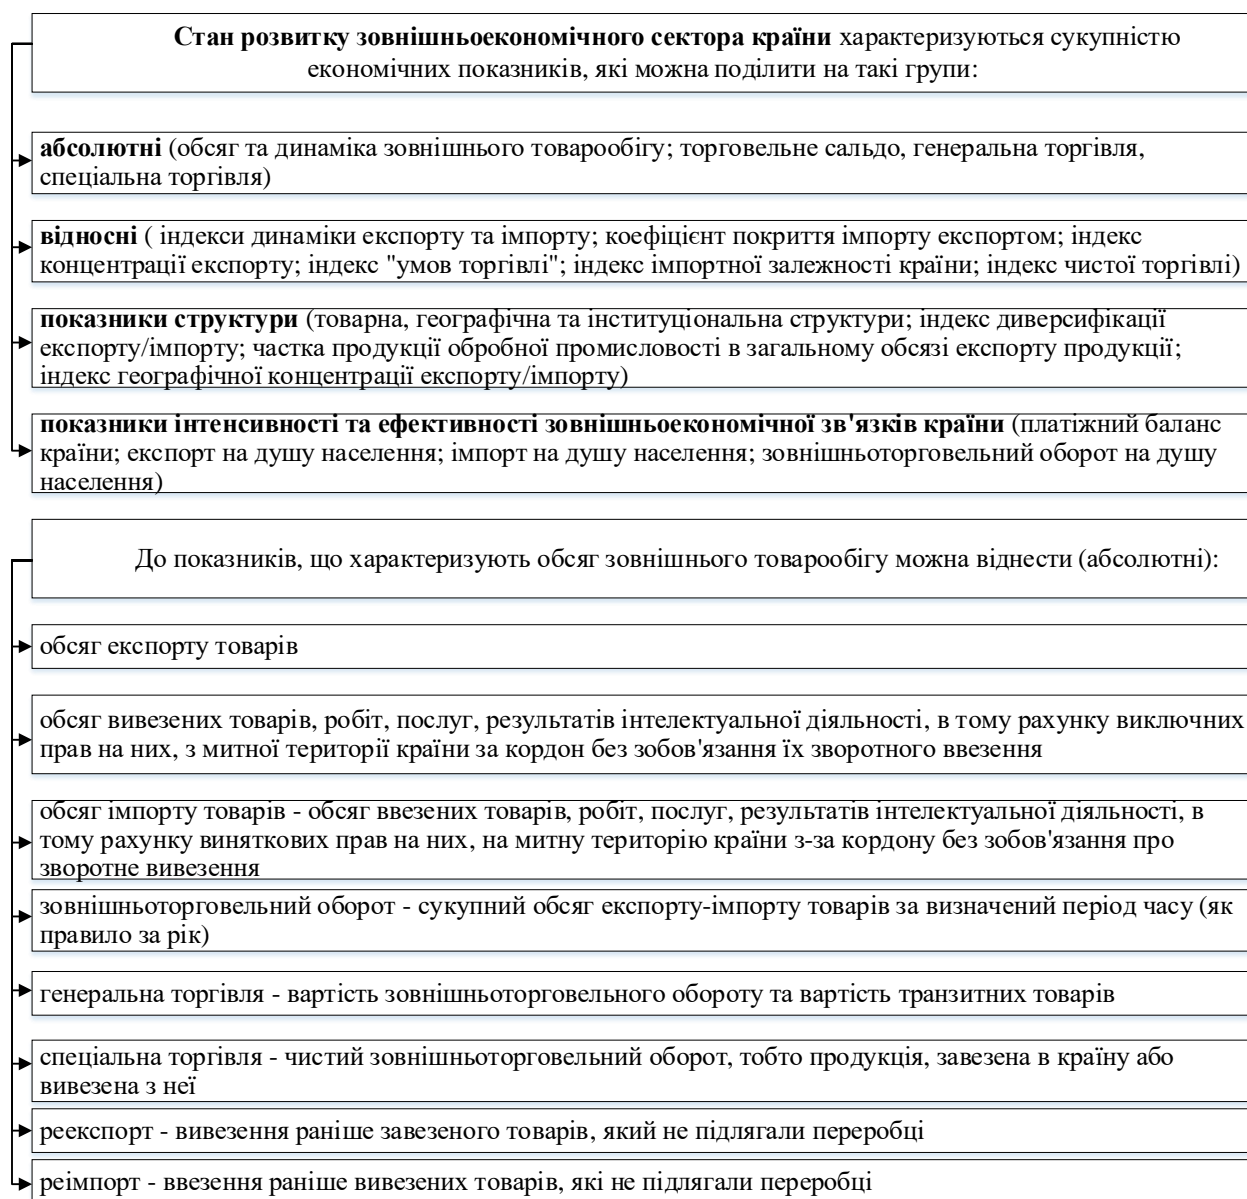 Стан розвитку зовнішньоекономічного сектора країни характеризуються сукупністю
економічних показників, які можна поділити на такі групи:
абсолютні (обсяг та динаміка зовнішнього товарообігу; торговельне сальдо, генеральна торгівля,
спеціальна торгівля)
відносні ( індекси динаміки експорту та імпорту; коефіцієнт покриття імпорту експортом; індекс
концентрації експорту; індекс "умов торгівлі"; індекс імпортної залежності країни; індекс чистої торгівлі)
показники структури (товарна, географічна та інституціональна структури; індекс диверсифікації
експорту/імпорту; частка продукції обробної промисловості в загальному обсязі експорту продукції;
індекс географічної концентрації експорту/імпорту)
показники інтенсивності та ефективності зовнішньоекономічної зв'язків країни (платіжний баланс
країни; експорт на душу населення; імпорт на душу населення; зовнішньоторговельний оборот на душу
населення)
До показників, що характеризують обсяг зовнішнього товарообігу можна віднести (абсолютні):
обсяг експорту товарів
обсяг вивезених товарів, робіт, послуг, результатів інтелектуальної діяльності, в тому рахунку виключних
прав на них, з митної території країни за кордон без зобов'язання їх зворотного ввезення
обсяг імпорту товарів - обсяг ввезених товарів, робіт, послуг, результатів інтелектуальної діяльності, в
тому рахунку виняткових прав на них, на митну територію країни з-за кордону без зобов'язання про
зворотне вивезення
зовнішньоторговельний оборот - сукупний обсяг експорту-імпорту товарів за визначений період часу (як
правило за рік)
генеральна торгівля - вартість зовнішньоторговельного обороту та вартість транзитних товарів
спеціальна торгівля - чистий зовнішньоторговельний оборот, тобто продукція, завезена в країну або
вивезена з неї
реекспорт - вивезення раніше завезеного товарів, який не підлягали переробці
реімпорт - ввезення раніше вивезених товарів, які не підлягали переробці